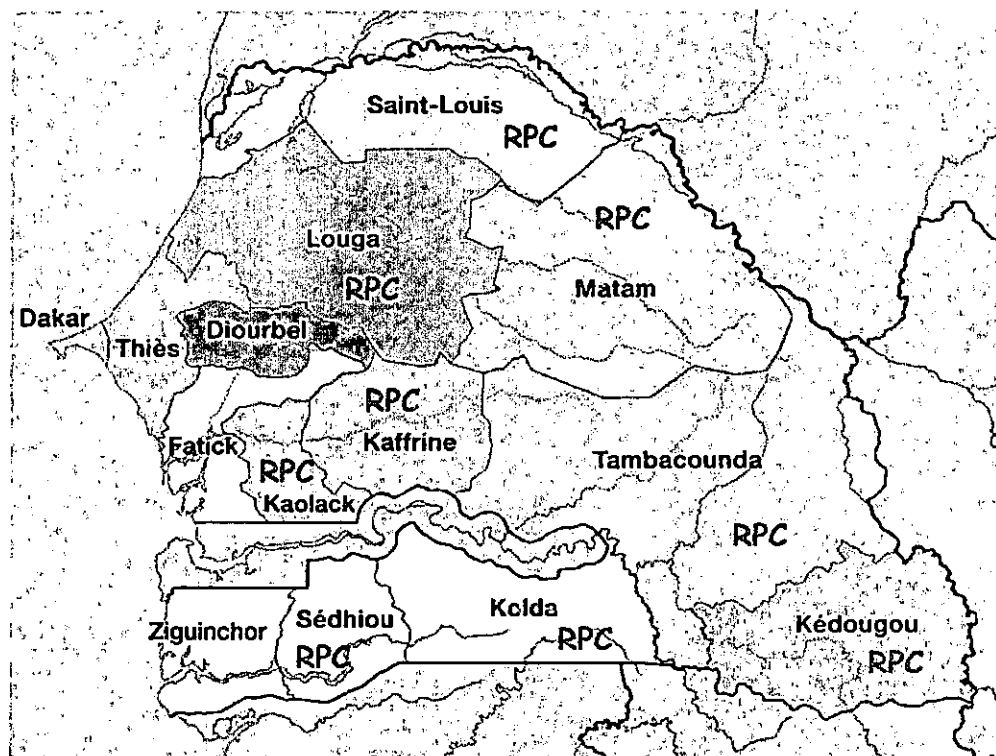 Saint-Louis
RPC
RPC
Louga
RPC
Matam
Dakar
Thiès
Diourbel
RPC
Kaffrine
Fatick
RPC
Kaolack
Tambacounda
RPC
Ziguinchor
Sédhiou
RPC
Kolda
RPC
Kédougou
RPC